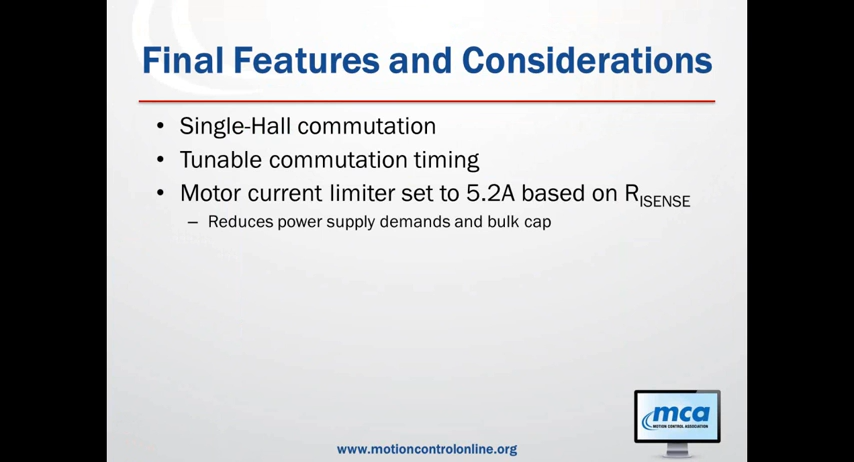 Final Features and Considerations
• Single-Hall commutation
• Tunable commutation timing
• Motor current limiter set to 5.2A based on RISENSE
– Reduces power supply demands and bulk cap
mca
MOTION CONTROL ASSOCIATION
www.motioncontrolonline.org